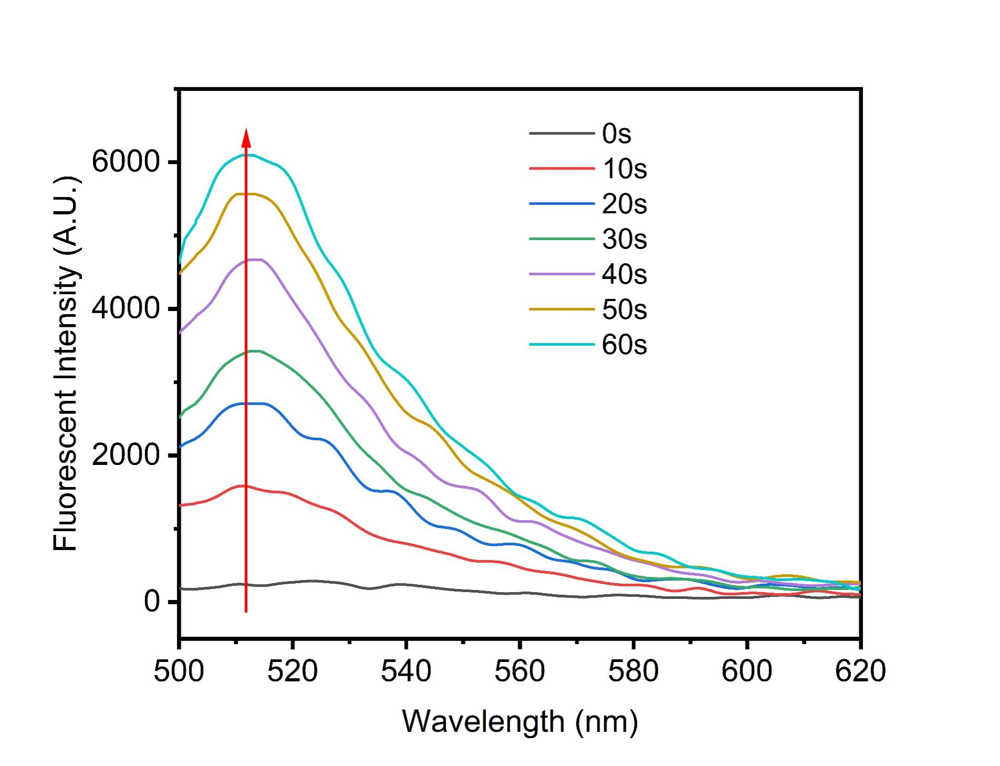 Fluorescent Intensity (A.U.)
6000
4000
2000
0
0s
10s
20s
30s
40s
50s
60s
500 520 540 560 580 600 620
Wavelength (nm)